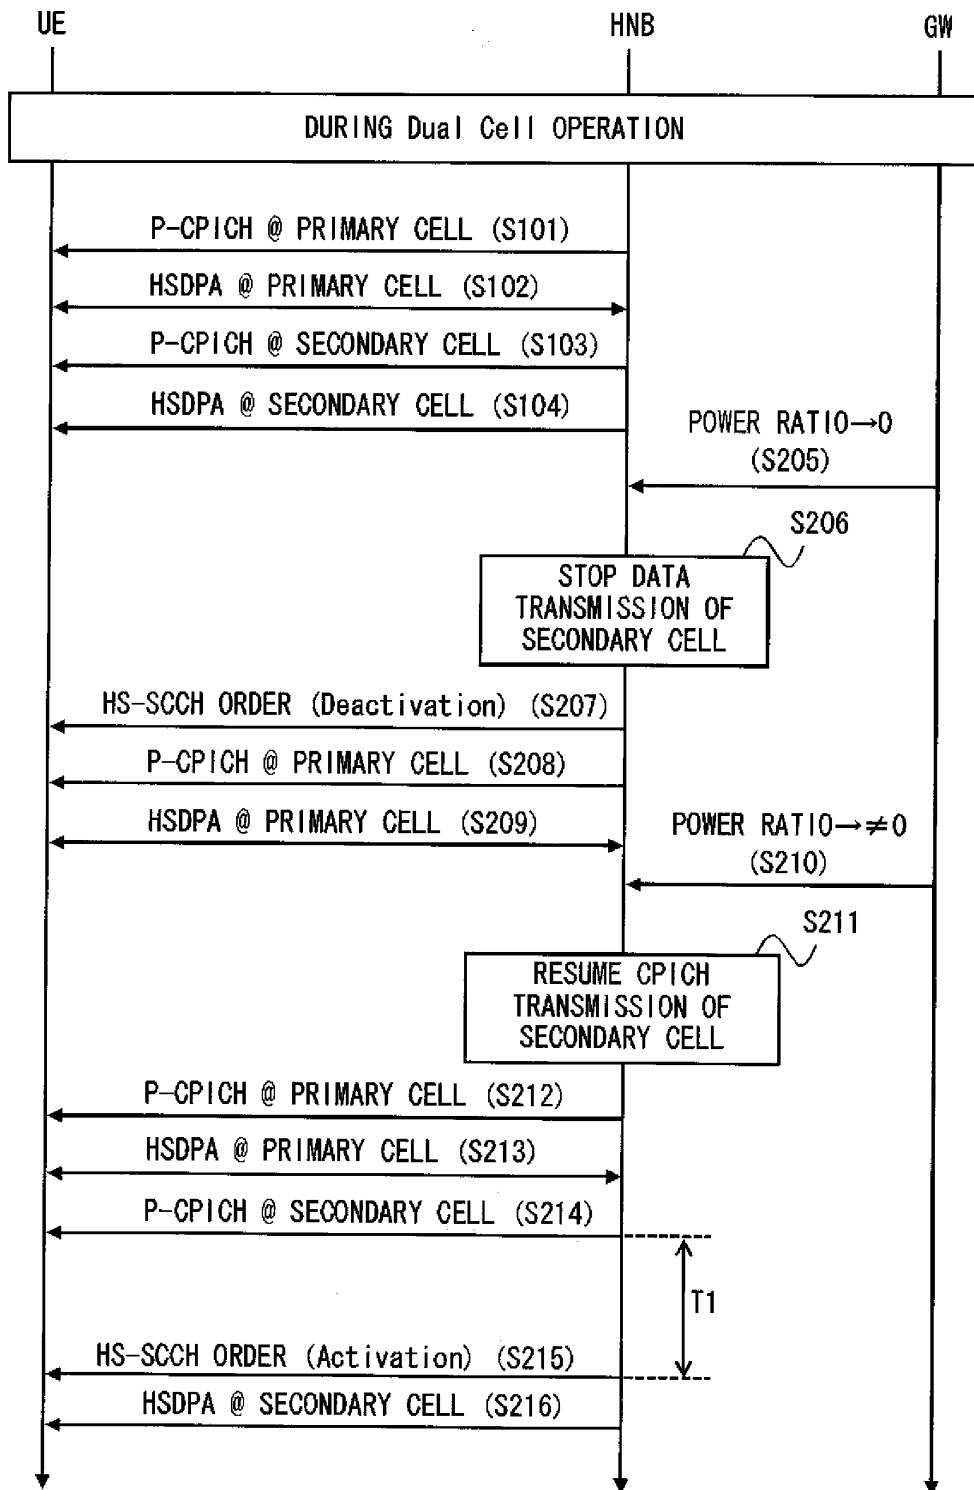 UE
HNB
GW
DURING Dual Cell OPERATION
P-CPICH @ PRIMARY CELL (S101)
HSDPA @ PRIMARY CELL (S102)
P-CPICH @ SECONDARY CELL (S103)
HSDPA @ SECONDARY CELL (S104)
POWER RATIO→0
(S205)
S206
STOP DATA
TRANSMISSION OF
SECONDARY CELL
HS-SCCH ORDER (Deactivation) (S207)
P-CPICH @ PRIMARY CELL (S208)
HSDPA @ PRIMARY CELL (S209)
POWER RATIO→≠0
(S210)
S211
RESUME CPICH
TRANSMISSION OF
SECONDARY CELL
P-CPICH @ PRIMARY CELL (S212)
HSDPA @ PRIMARY CELL (S213)
P-CPICH @ SECONDARY CELL (S214)
T1
HS-SCCH ORDER (Activation) (S215)
HSDPA @ SECONDARY CELL (S216)